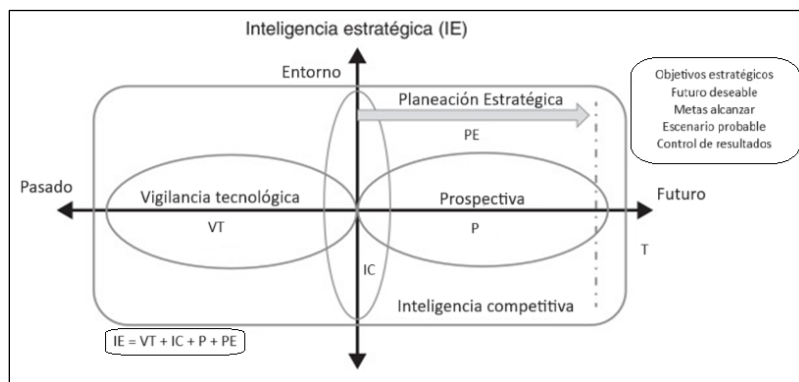 Inteligencia estratégica (IE)
Entorno
Planeación Estratégica
PE
Objetivos estratégicos
Futuro deseable
Metas alcanzar
Escenario probable
Control de resultados
Pasado
Vigilancia tecnológica
VT
Prospectiva
P
Futuro
T
IC
Inteligencia competitiva
IE = VT + IC + P + PE